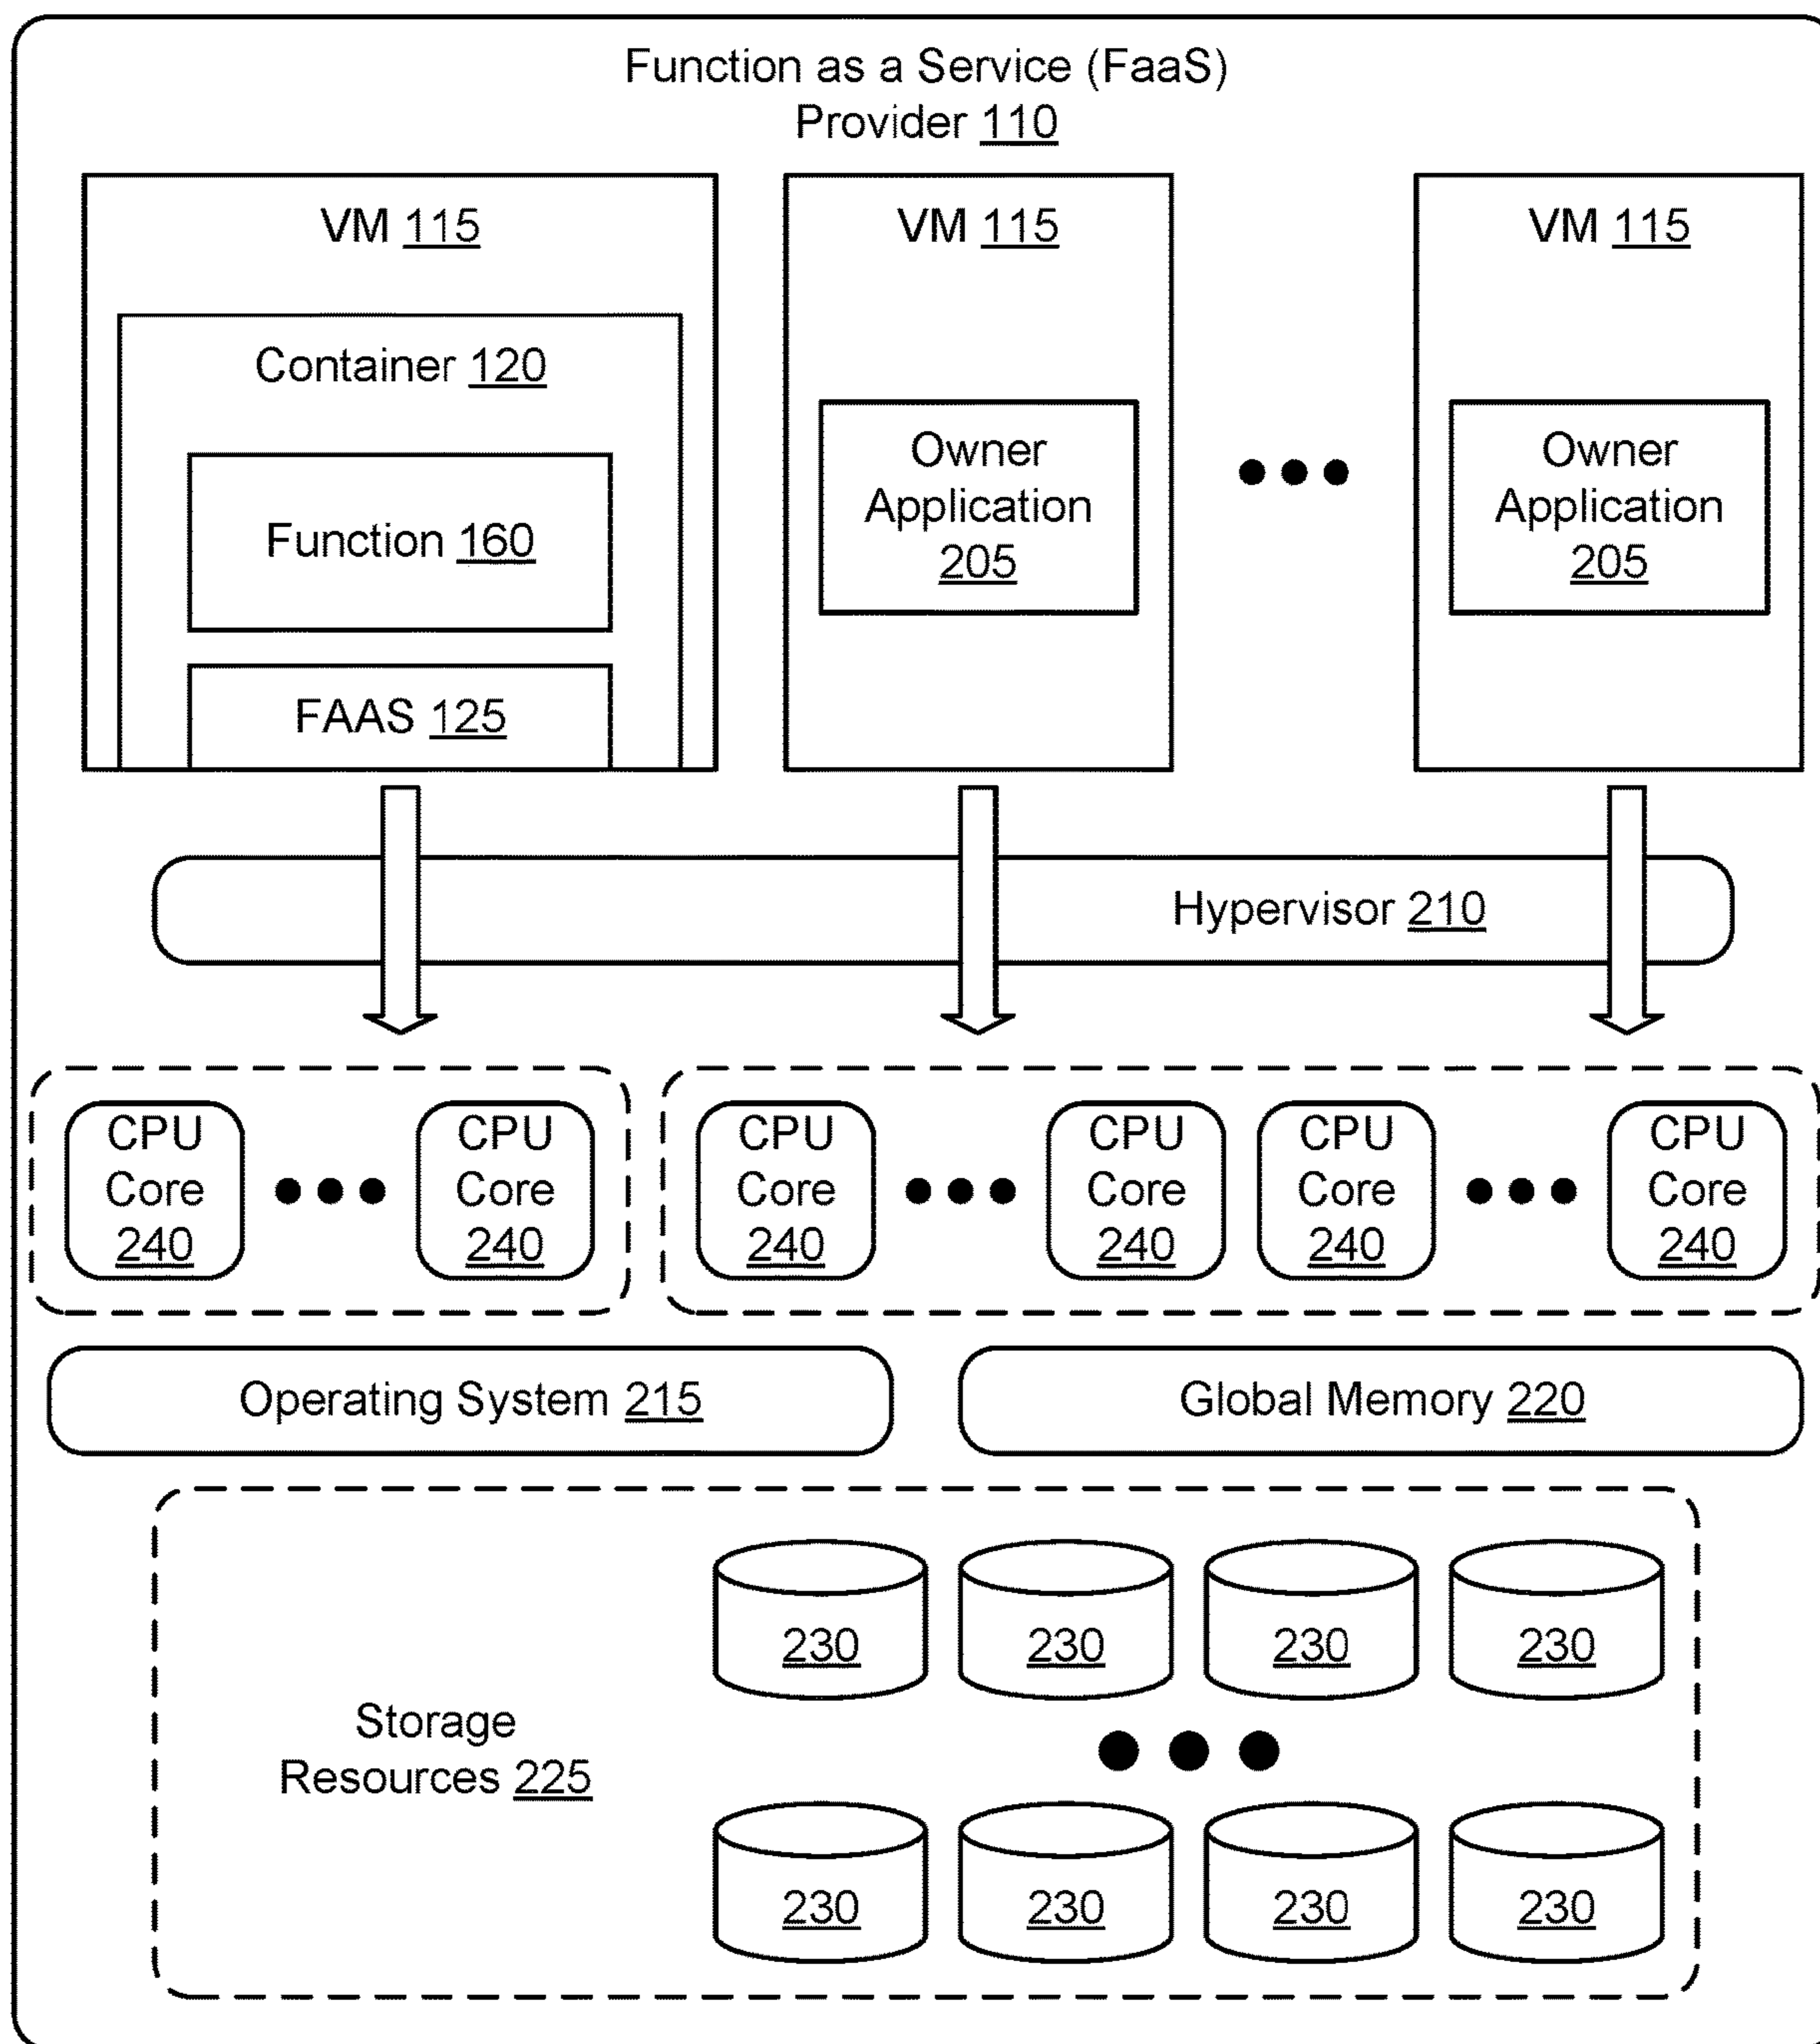 Function as a Service (FaaS)
Provider 110
VM 115
Container 120
Function 160
FAAS 125
VM 115
Owner
Application
205
VM 115
Owner
Application
205
Hypervisor 210
CPU
Core
240
CPU
Core
240
CPU
Core
240
CPU
Core
240
CPU
Core
240
CPU
Core
240
Operating System 215
Global Memory 220
Storage
Resources 225
230
230
230
230
230
230
230
230